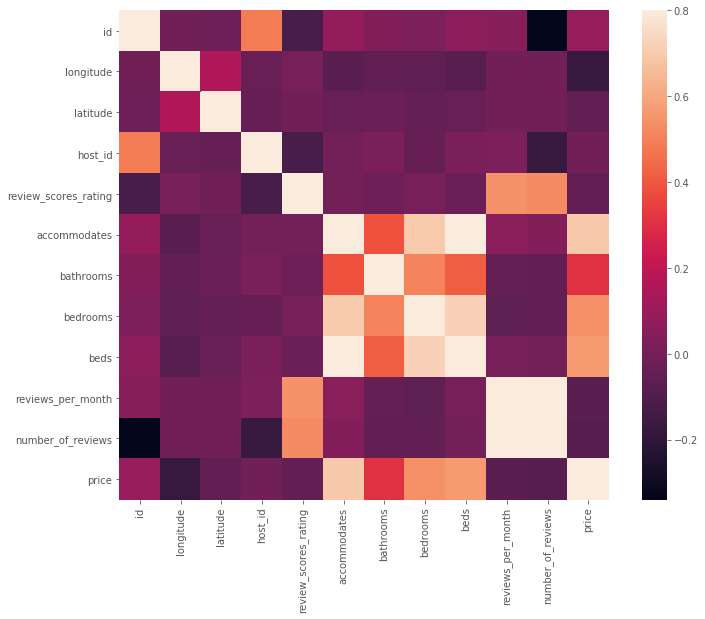 id
longitude
latitude
host_id
review_scores_rating
accommodates
bathrooms
bedrooms
beds
reviews_per_month
number_of_reviews
price
id
longitude
latitude
host_id
review_scores_rating
accommodates
bathrooms
bedrooms
beds
reviews_per_month
number_of_reviews
price
0.8
0.6
0.4
0.2
0.0
−0.2